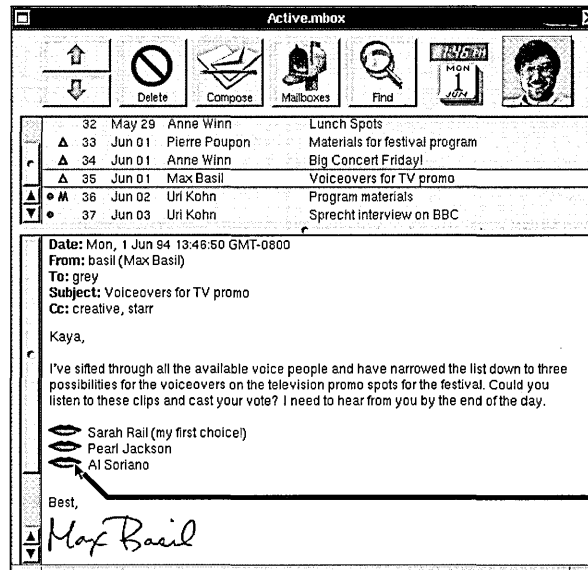 Active.mbox
1:46 PM
MON
1
JUN
Delete
Compose
Mailboxes
Find
32 May 29 Anne Winn Lunch Spots
33 Jun 01 Pierre Poupon Materials for festival program
34 Jun 01 Anne Winn Big Concert Friday!
35 Jun 01 Max Basil Voiceovers for TV promo
36 Jun 02 Uri Kohn Program materials
37 Jun 03 Uri Kohn Sprecht interview on BBC
Date: Mon, 1 Jun 94 13:46:50 GMT-0800
From: basil (Max Basil)
To: grey
Subject: Voiceovers for TV promo
Cc: creative, starr
Kaya,
I've sifted through all the available voice people and have narrowed the list down to three
possibilities for the voiceovers on the television promo spots for the festival. Could you
listen to these clips and cast your vote? I need to hear from you by the end of the day.
Sarah Rail (my first choice!)
Pearl Jackson
Al Soriano
Best,
Max Basil